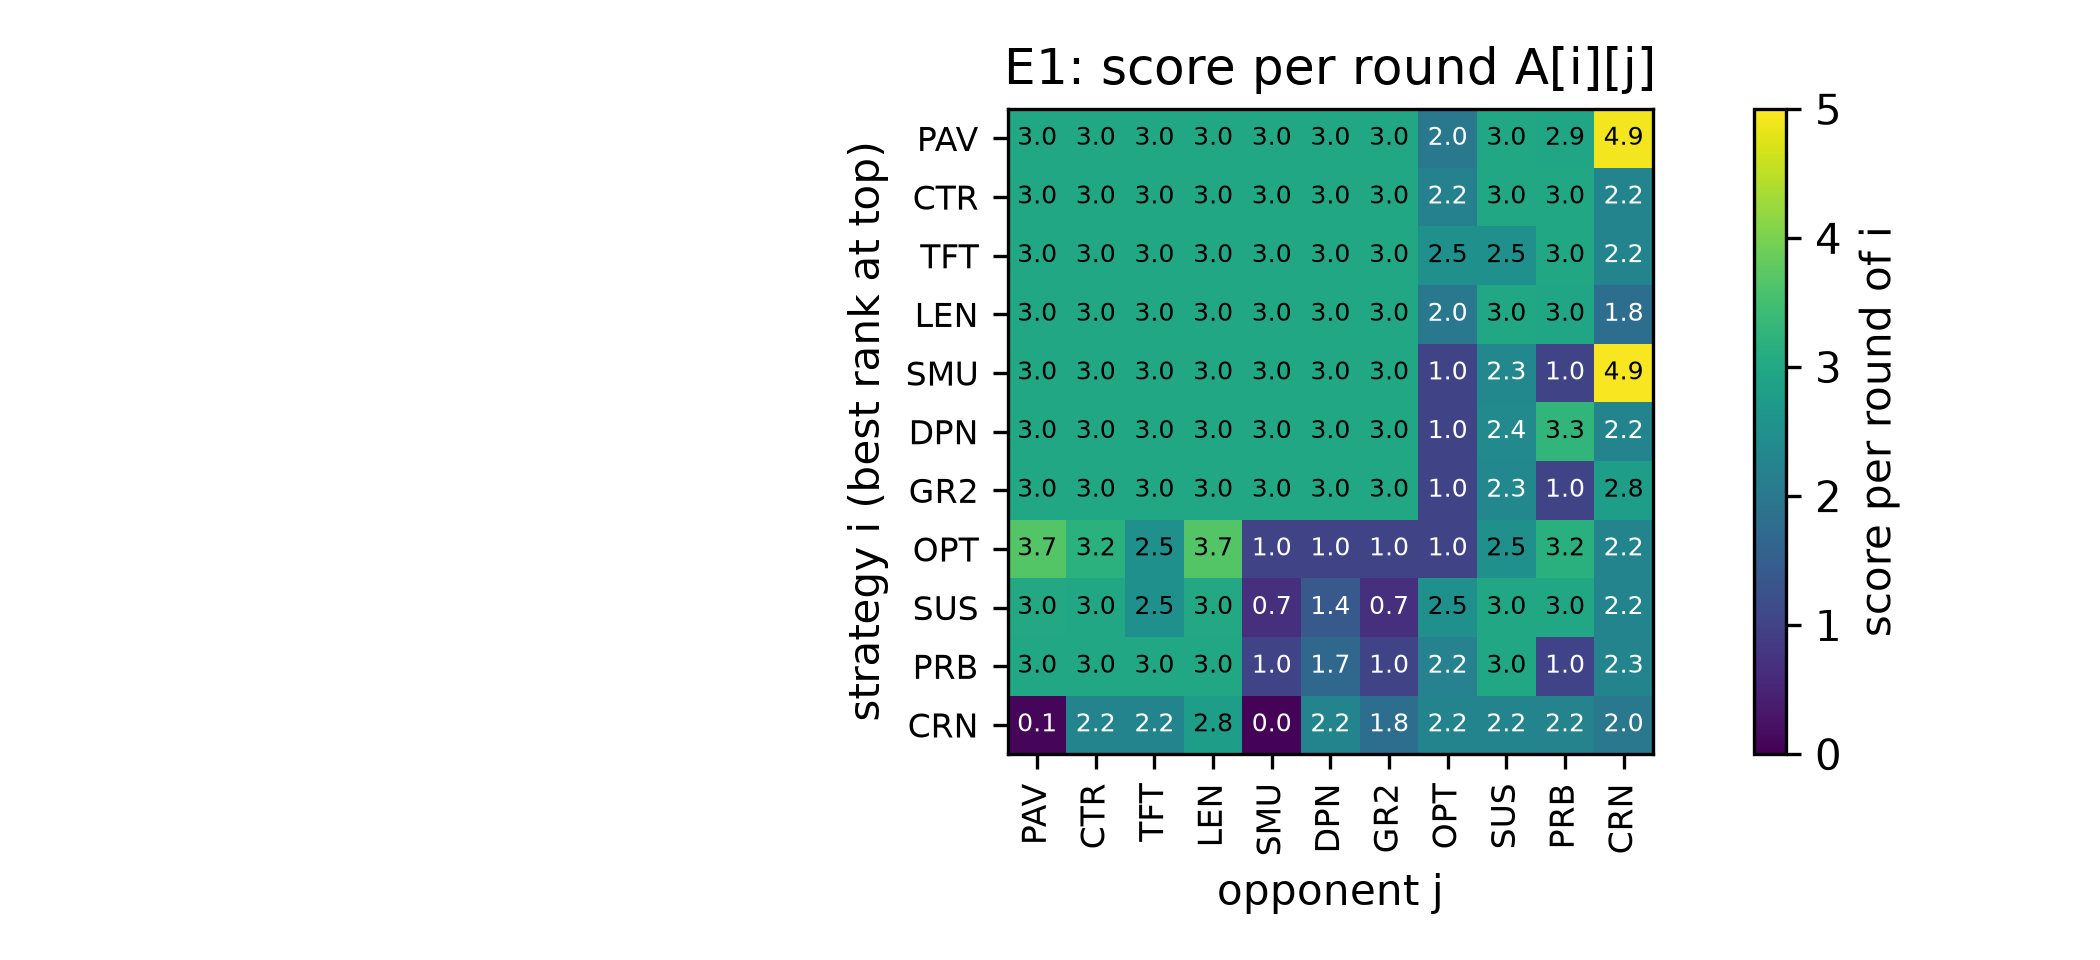 E1: score per round A[i][j]
strategy i (best rank at top)
PAV 3.0 3.0 3.0 3.0 3.0 3.0 3.0 2.0 3.0 2.9 4.9
CTR 3.0 3.0 3.0 3.0 3.0 3.0 3.0 2.2 3.0 3.0 2.2
TFT 3.0 3.0 3.0 3.0 3.0 3.0 3.0 2.5 2.5 3.0 2.2
LEN 3.0 3.0 3.0 3.0 3.0 3.0 3.0 2.0 3.0 3.0 1.8
SMU 3.0 3.0 3.0 3.0 3.0 3.0 3.0 1.0 2.3 1.0 4.9
DPN 3.0 3.0 3.0 3.0 3.0 3.0 3.0 1.0 2.4 3.3 2.2
GR2 3.0 3.0 3.0 3.0 3.0 3.0 3.0 1.0 2.3 1.0 2.8
OPT 3.7 3.2 2.5 3.7 1.0 1.0 1.0 1.0 2.5 3.2 2.2
SUS 3.0 3.0 2.5 3.0 0.7 1.4 0.7 2.5 3.0 3.0 2.2
PRB 3.0 3.0 3.0 3.0 1.0 1.7 1.0 2.2 3.0 1.0 2.3
CRN 0.1 2.2 2.2 2.8 0.0 2.2 1.8 2.2 2.2 2.2 2.0
PAV CTR TFT LEN SMU DPN GR2 OPT SUS PRB CRN
opponent j
5
4
3
2
1
0
score per round of i